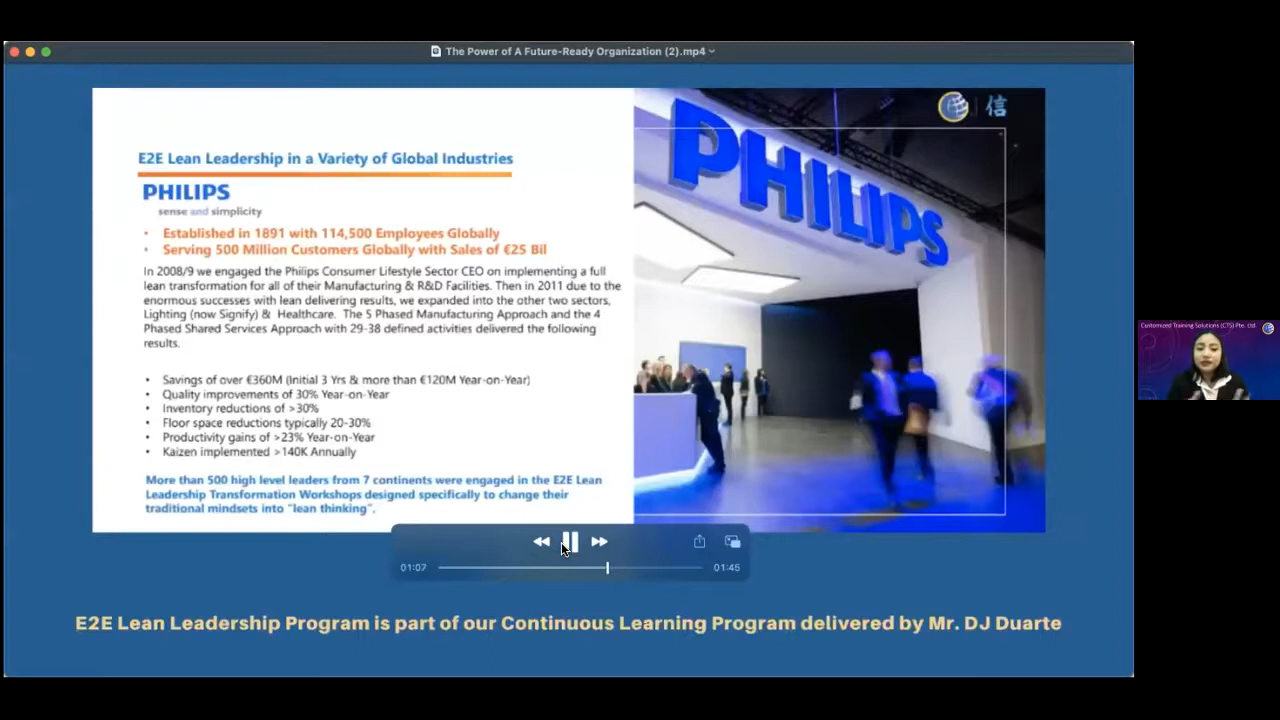 The Power of A Future-Ready Organization (2).mp4
信
E2E Lean Leadership in a Variety of Global Industries
PHILIPS
sense and simplicity
• Established in 1891 with 114,500 Employees Globally
• Serving 500 Million Customers Globally with Sales of €25 Bil
In 2008/9 we engaged the Philips Consumer Lifestyle Sector CEO on implementing a full
lean transformation for all of their Manufacturing & R&D Facilities. Then in 2011 due to the
enormous successes with lean delivering results, we expanded into the other two sectors,
Lighting (now Signify) & Healthcare. The 5 Phased Manufacturing Approach and the 4
Phased Shared Services Approach with 29-38 defined activities delivered the following
results.
• Savings of over €360M (Initial 3 Yrs & more than €120M Year-on-Year)
• Quality improvements of 30% Year-on-Year
• Inventory reductions of >30%
• Floor space reductions typically 20-30%
• Productivity gains of >23% Year-on-Year
• Kaizen implemented >140K Annually
More than 500 high level leaders from 7 continents were engaged in the E2E Lean
Leadership Transformation Workshops designed specifically to change their
traditional mindsets into "lean thinking".
PHILIPS
01:07
01:45
E2E Lean Leadership Program is part of our Continuous Learning Program delivered by Mr. DJ Duarte
Customized Training Solutions (CTS) Pte. Ltd.